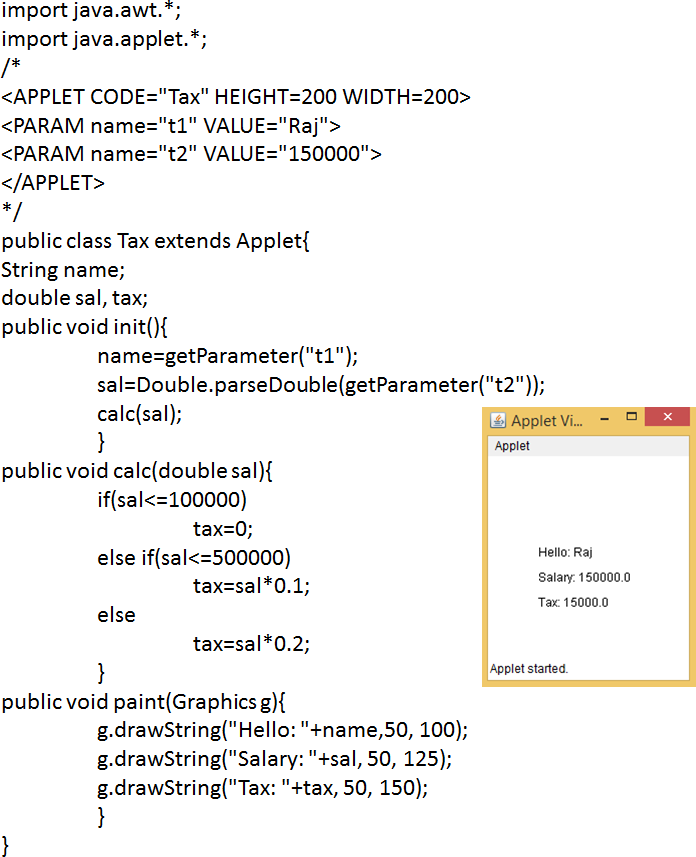 import java.awt.*;
import java.applet.*;
/*
<APPLET CODE="Tax" HEIGHT=200 WIDTH=200>
<PARAM name="t1" VALUE="Raj">
<PARAM name="t2" VALUE="150000">
</APPLET>
*/
public class Tax extends Applet{
String name;
double sal, tax;
public void init(){
name=getParameter("t1");
sal=Double.parseDouble(getParameter("t2"));
calc(sal);
}
public void calc(double sal){
if(sal<=100000)
tax=0;
else if(sal<=500000)
tax=sal*0.1;
else
tax=sal*0.2;
}
public void paint(Graphics g){
g.drawString("Hello: "+name,50, 100);
g.drawString("Salary: "+sal, 50, 125);
g.drawString("Tax: "+tax, 50, 150);
}
}
Applet Vi...
Applet
Hello: Raj
Salary: 150000.0
Tax: 15000.0
Applet started.